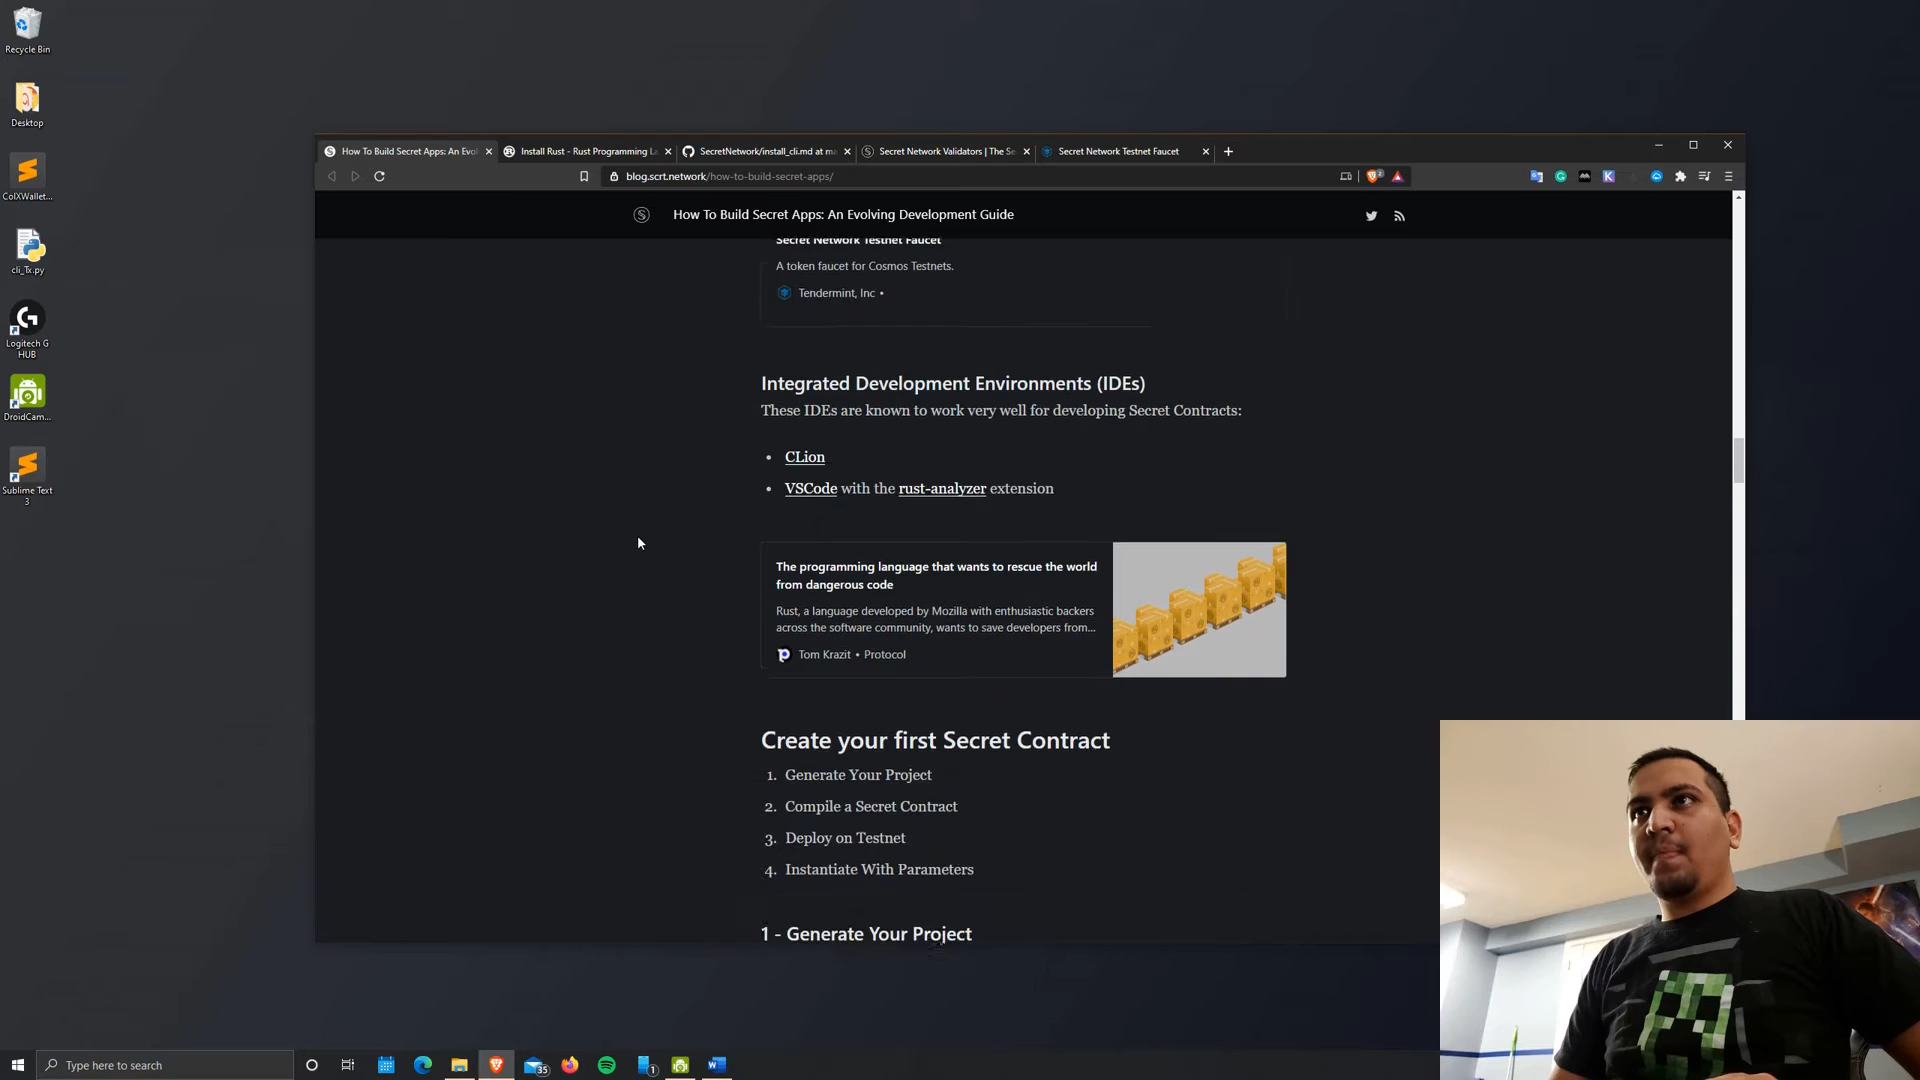 Recycle Bin
Desktop
ColXWallet...
cli_Tx.py
Logitech G
HUB
DroidCam...
Sublime Text
3
How To Build Secret Apps: An Evol
Install Rust - Rust Programming La
SecretNetwork/install_cli.md at ma
Secret Network Validators | The Se
Secret Network Testnet Faucet
blog.scrt.network/how-to-build-secret-apps/
How To Build Secret Apps: An Evolving Development Guide
Secret Network Testnet Faucet
A token faucet for Cosmos Testnets.
Tendermint, Inc •
Integrated Development Environments (IDEs)
These IDEs are known to work very well for developing Secret Contracts:
• CLion
• VSCode with the rust-analyzer extension
The programming language that wants to rescue the world
from dangerous code
Rust, a language developed by Mozilla with enthusiastic backers
across the software community, wants to save developers from...
Tom Krazit • Protocol
Create your first Secret Contract
1. Generate Your Project
2. Compile a Secret Contract
3. Deploy on Testnet
4. Instantiate With Parameters
1 - Generate Your Project
Type here to search
35
1